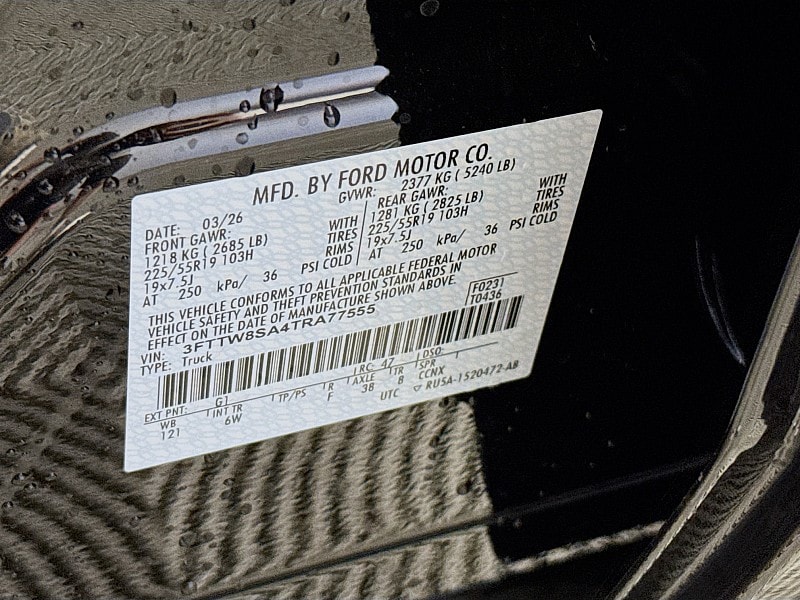 MFD. BY FORD MOTOR CO.
DATE: 03/26 GVWR: 2377 KG ( 5240 LB)
FRONT GAWR: REAR GAWR:
1218 KG ( 2685 LB) WITH 1281 KG ( 2825 LB) WITH
225/55R19 103H TIRES 225/55R19 103H TIRES
19x7.5J RIMS 19x7.5J RIMS
AT 250 kPa/ 36 PSI COLD AT 250 kPa/ 36 PSI COLD
THIS VEHICLE CONFORMS TO ALL APPLICABLE FEDERAL MOTOR
VEHICLE SAFETY AND THEFT PREVENTION STANDARDS IN
EFFECT ON THE DATE OF MANUFACTURE SHOWN ABOVE.
F0231
T0436
VIN: 3FTTW8SA4TRA77555
TYPE: Truck
EXT PNT: G1 RC: 47 DSO:
WB INT TR TP/PS R AXLE TR SPR
121 6W F 38 8 CCNX
UTC ▽ RU5A-1520472-AB